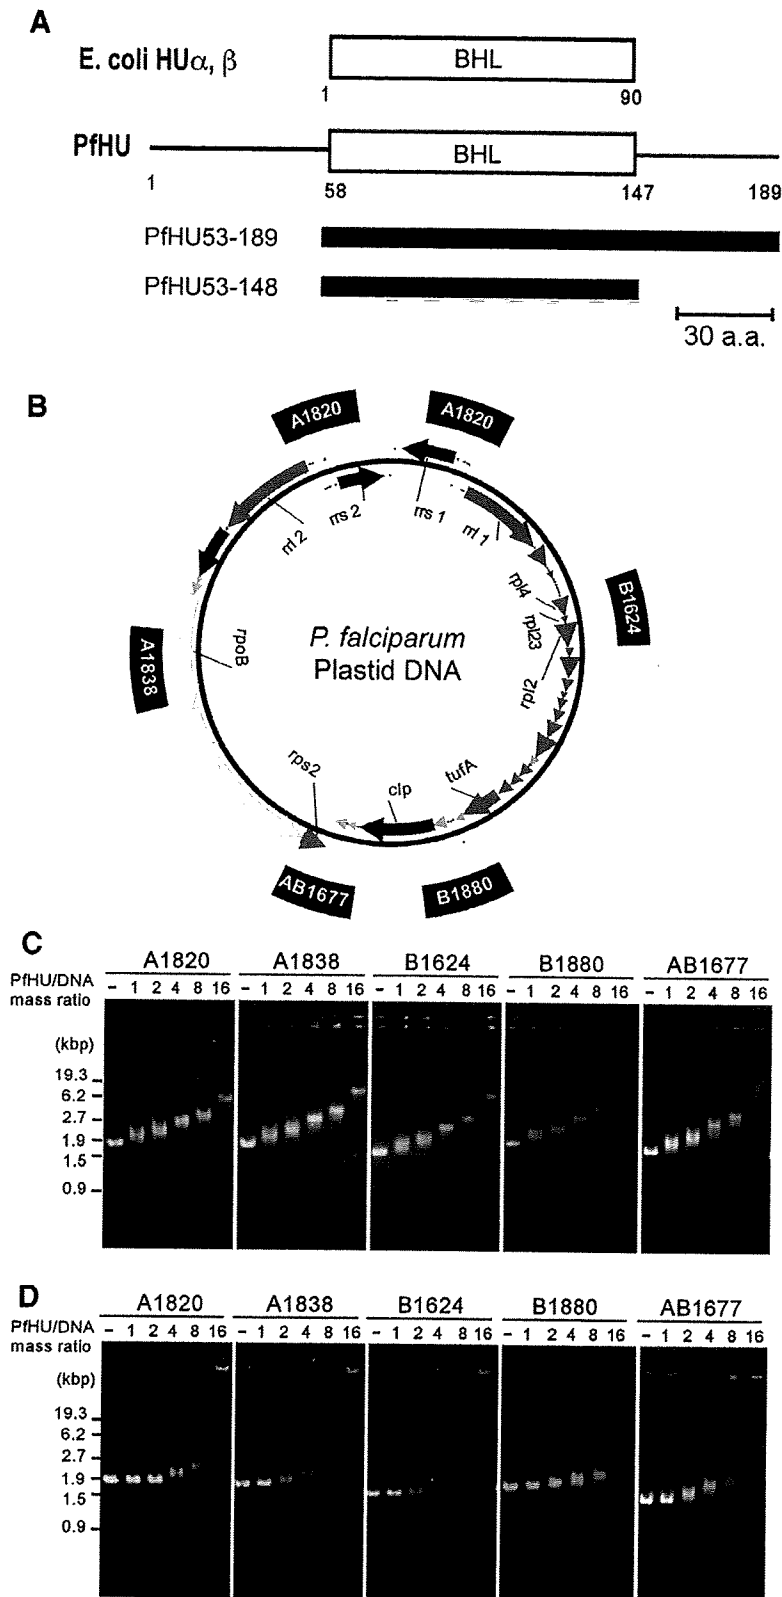 A
E. coli HUα, β
BHL
1 90
PfHU
BHL
1 58 147 189
PfHU53-189
PfHU53-148
30 a.a.
B
A1820 A1820
rrl 2 rrs 2 rrs 1 rrl 1
B1624
rpl4
rpl23
rpl2
A1838
rpoB
P. falciparum
Plastid DNA
rps2 clp tufA
AB1677 B1880
C
A1820 A1838 B1624 B1880 AB1677
PfHU/DNA
mass ratio
– 1 2 4 8 16 – 1 2 4 8 16 – 1 2 4 8 16 – 1 2 4 8 16 – 1 2 4 8 16
(kbp)
19.3
6.2
2.7
1.9
1.5
0.9
D
A1820 A1838 B1624 B1880 AB1677
PfHU/DNA
mass ratio
– 1 2 4 8 16 – 1 2 4 8 16 – 1 2 4 8 16 – 1 2 4 8 16 – 1 2 4 8 16
(kbp)
19.3
6.2
2.7
1.9
1.5
0.9